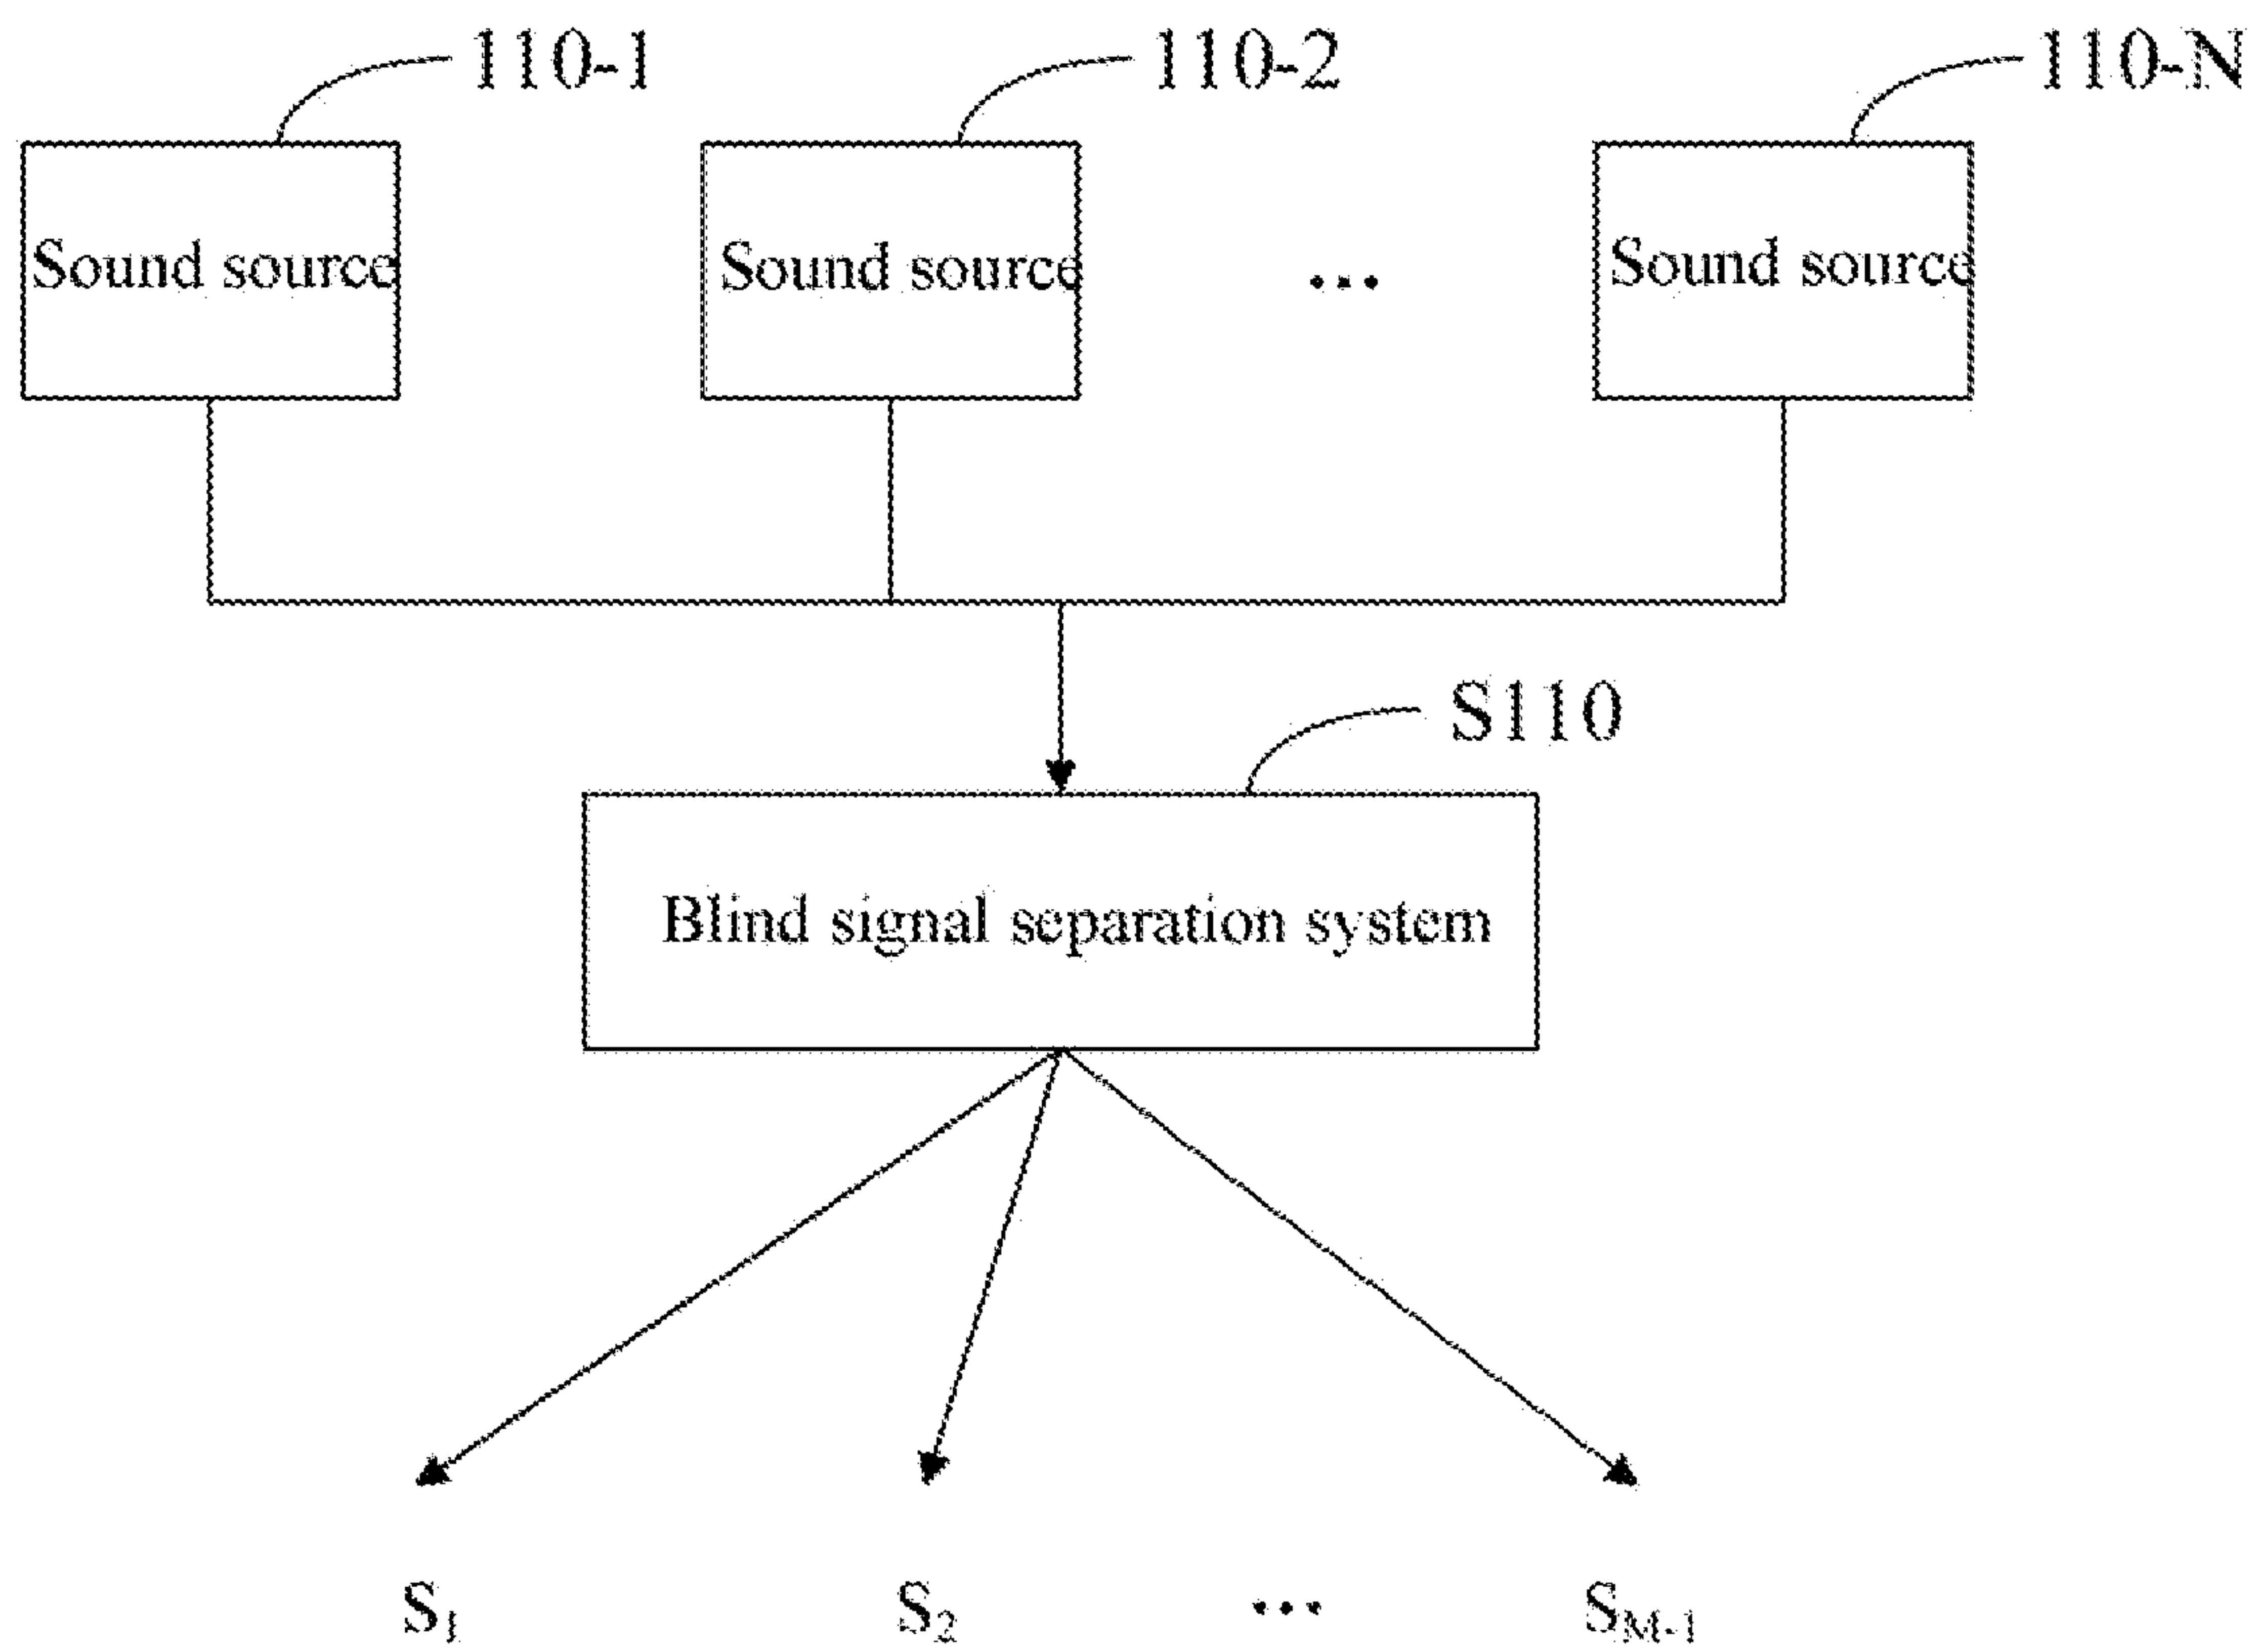 110-1 110-2 110-N
Sound source Sound source ... Sound source
S110
Blind signal separation system
S₁ S₂ ... S_M-1